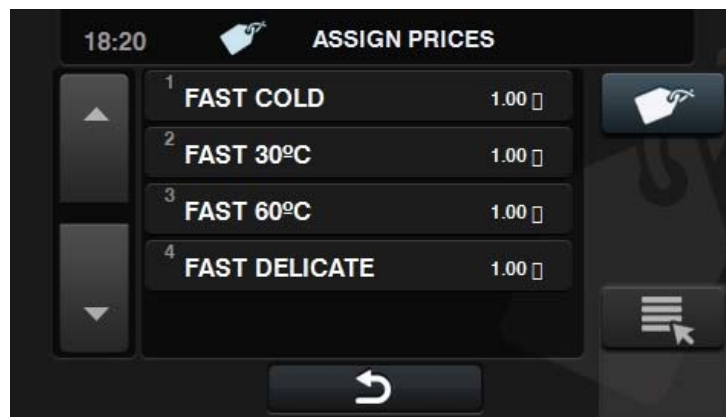 18:20 ASSIGN PRICES
1 FAST COLD 1.00 ▯
2 FAST 30ºC 1.00 ▯
3 FAST 60ºC 1.00 ▯
4 FAST DELICATE 1.00 ▯